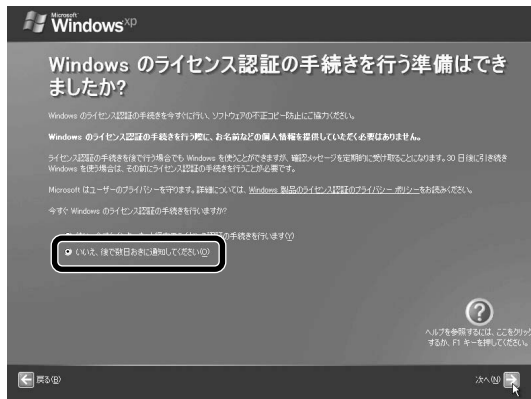 Microsoft
Windows xp
Windows のライセンス認証の手続きを行う準備はでき
ましたか?
Windows のライセンス認証の手続きを今すぐに行い、ソフトウェアの不正コピー防止にご協力ください。
Windows のライセンス認証の手続きを行う際に、お名前などの個人情報を提供していただく必要はありません。
ライセンス認証の手続きを後で行う場合でも Windows を使うことができますが、確認メッセージを定期的に受け取ることになります。30 日後に引き続き
Windows を使う場合は、その前にライセンス認証の手続きを行うことが必要です。
Microsoft はユーザーのプライバシーを守ります。詳細については、Windows 製品のライセンス認証のプライバシー ポリシーをお読みください。
今すぐ Windows のライセンス認証の手続きを行いますか?
の手続きを行います(Y)
いいえ、後で数日おきに通知してください(O)
ヘルプを参照するには、ここをクリック
するか、F1 キーを押してください。
戻る(B)
次へ(N)